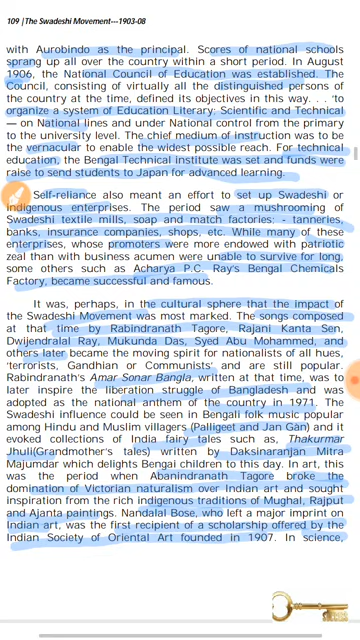 109 | The Swadeshi Movement---1903-08
with Aurobindo as the principal. Scores of national schools
sprang up all over the country within a short period. In August
1906, the National Council of Education was established. The
Council, consisting of virtually all the distinguished persons of
the country at the time, defined its objectives in this way. . . ‘to
organize a system of Education Literary; Scientific and Technical
— on National lines and under National control from the primary
to the university level. The chief medium of instruction was to be
the vernacular to enable the widest possible reach. For technical
education, the Bengal Technical institute was set and funds were
raise to send students to Japan for advanced learning.
Self-reliance also meant an effort to set up Swadeshi or
indigenous enterprises. The period saw a mushrooming of
Swadeshi textile mills, soap and match factories: - tanneries,
banks, insurance companies, shops, etc. While many of these
enterprises, whose promoters were more endowed with patriotic
zeal than with business acumen were unable to survive for long,
some others such as Acharya P.C. Ray's Bengal Chemicals
Factory, became successful and famous.
It was, perhaps, in the cultural sphere that the impact of
the Swadeshi Movement was most marked. The songs composed
at that time by Rabindranath Tagore, Rajani Kanta Sen,
Dwijendralal Ray, Mukunda Das, Syed Abu Mohammed, and
others later became the moving spirit for nationalists of all hues,
‘terrorists, Gandhian or Communists' and are still popular.
Rabindranath's Amar Sonar Bangla, written at that time, was to
later inspire the liberation struggle of Bangladesh and was
adopted as the national anthem of the country in 1971. The
Swadeshi influence could be seen in Bengali folk music popular
among Hindu and Muslim villagers (Palligeet and Jan Gàn) and it
evoked collections of India fairy tales such as, Thakurmar
Jhuli(Grandmother's tales) written by Daksinaranjan Mitra
Majumdar which delights Bengai children to this day. In art, this
was the period when Abanindranath Tagore broke the
domination of Victorian naturalism over Indian art and sought
inspiration from the rich indigenous traditions of Mughal, Rajput
and Ajanta paintings. Nandalal Bose, who left a major imprint on
Indian art, was the first recipient of a scholarship offered by the
Indian Society of Oriental Art founded in 1907. In science,